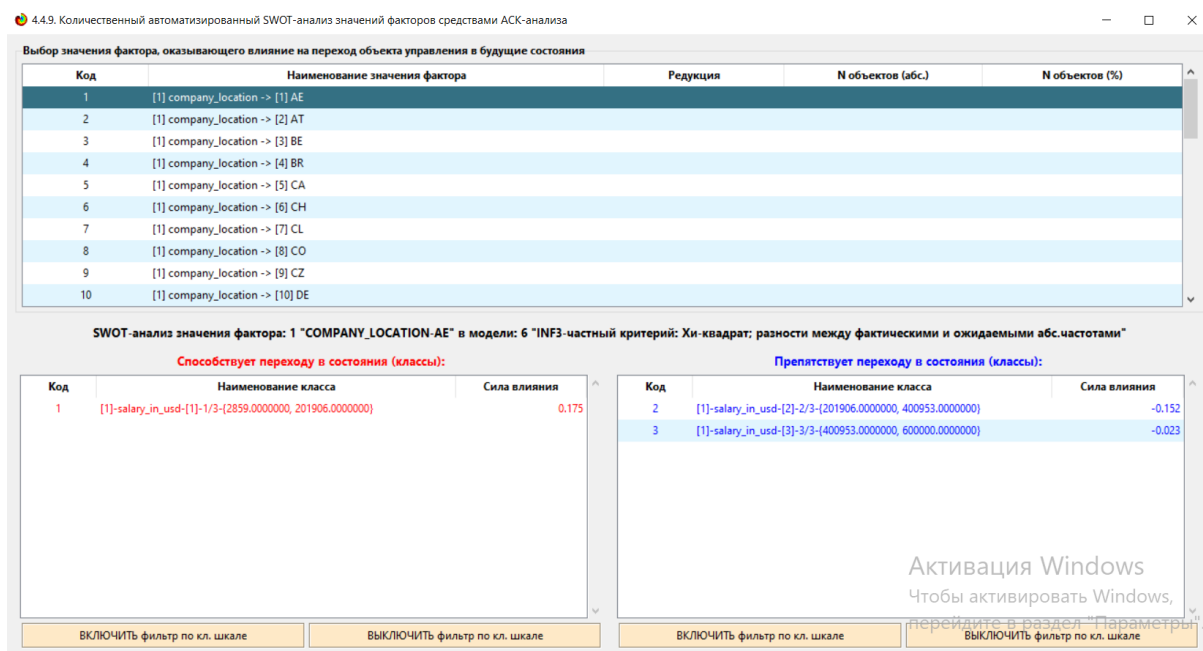 4.4.9. Количественный автоматизированный SWOT-анализ значений факторов средствами АСК-анализа
Выбор значения фактора, оказывающего влияние на переход объекта управления в будущие состояния
Код Наименование значения фактора Редукция N объектов (абс.) N объектов (%)
1 [1] company_location -> [1] AE
2 [1] company_location -> [2] AT
3 [1] company_location -> [3] BE
4 [1] company_location -> [4] BR
5 [1] company_location -> [5] CA
6 [1] company_location -> [6] CH
7 [1] company_location -> [7] CL
8 [1] company_location -> [8] CO
9 [1] company_location -> [9] CZ
10 [1] company_location -> [10] DE
SWOT-анализ значения фактора: 1 "COMPANY_LOCATION-AE" в модели: 6 "INF3-частный критерий: Хи-квадрат; разности между фактическими и ожидаемыми абс.частотами"
Способствует переходу в состояния (классы): Препятствует переходу в состояния (классы):
Код Наименование класса Сила влияния Код Наименование класса Сила влияния
1 [1]-salary_in_usd-[1]-1/3-{2859.0000000, 201906.0000000} 0.175 2 [1]-salary_in_usd-[2]-2/3-{201906.0000000, 400953.0000000} -0.152
3 [1]-salary_in_usd-[3]-3/3-{400953.0000000, 600000.0000000} -0.023
Активация Windows
Чтобы активировать Windows,
перейдите в раздел "Параметры".
ВКЛЮЧИТЬ фильтр по кл. шкале ВЫКЛЮЧИТЬ фильтр по кл. шкале ВКЛЮЧИТЬ фильтр по кл. шкале ВЫКЛЮЧИТЬ фильтр по кл. шкале